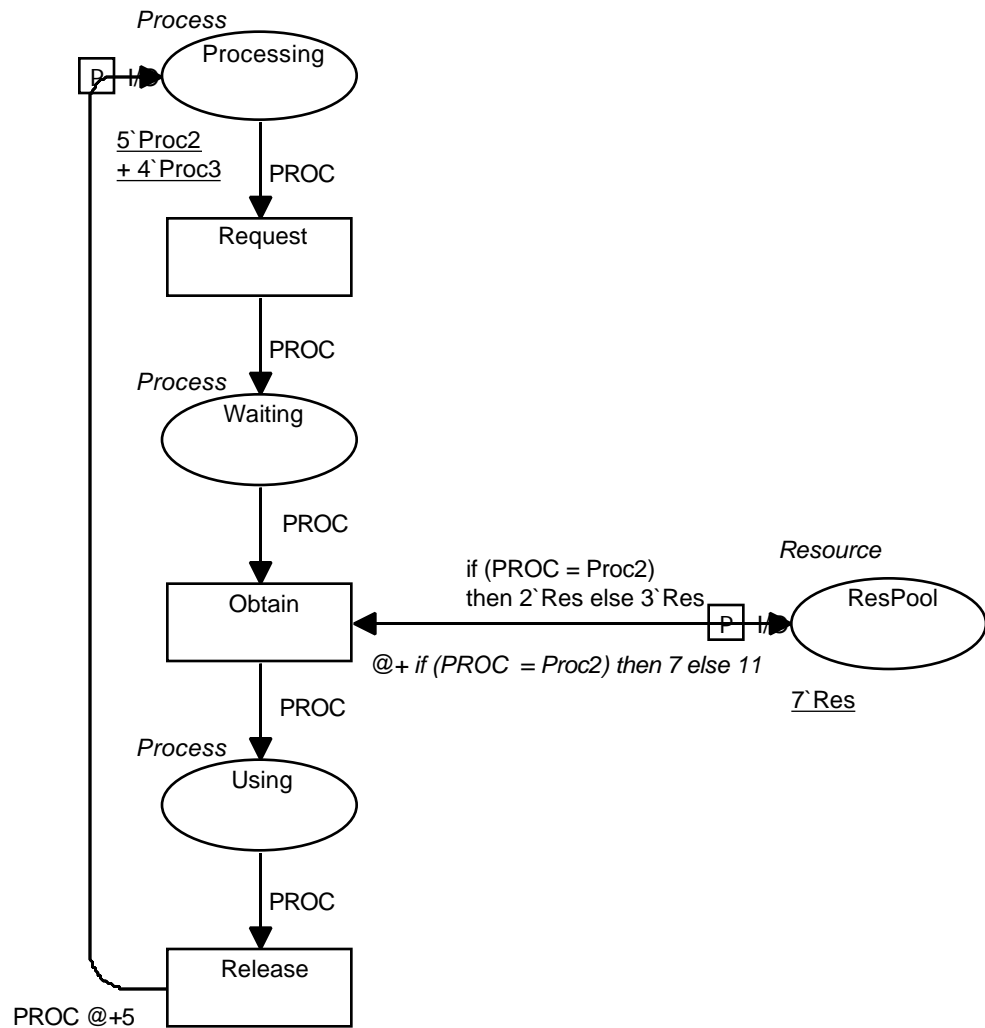 Process
Processing
P I/O
5`Proc2
+ 4`Proc3
PROC
Request
PROC
Process
Waiting
PROC
Resource
if (PROC = Proc2)
then 2`Res else 3`Res
Obtain
P I/O
ResPool
@+ if (PROC = Proc2) then 7 else 11
7`Res
PROC
Process
Using
PROC
Release
PROC @+5